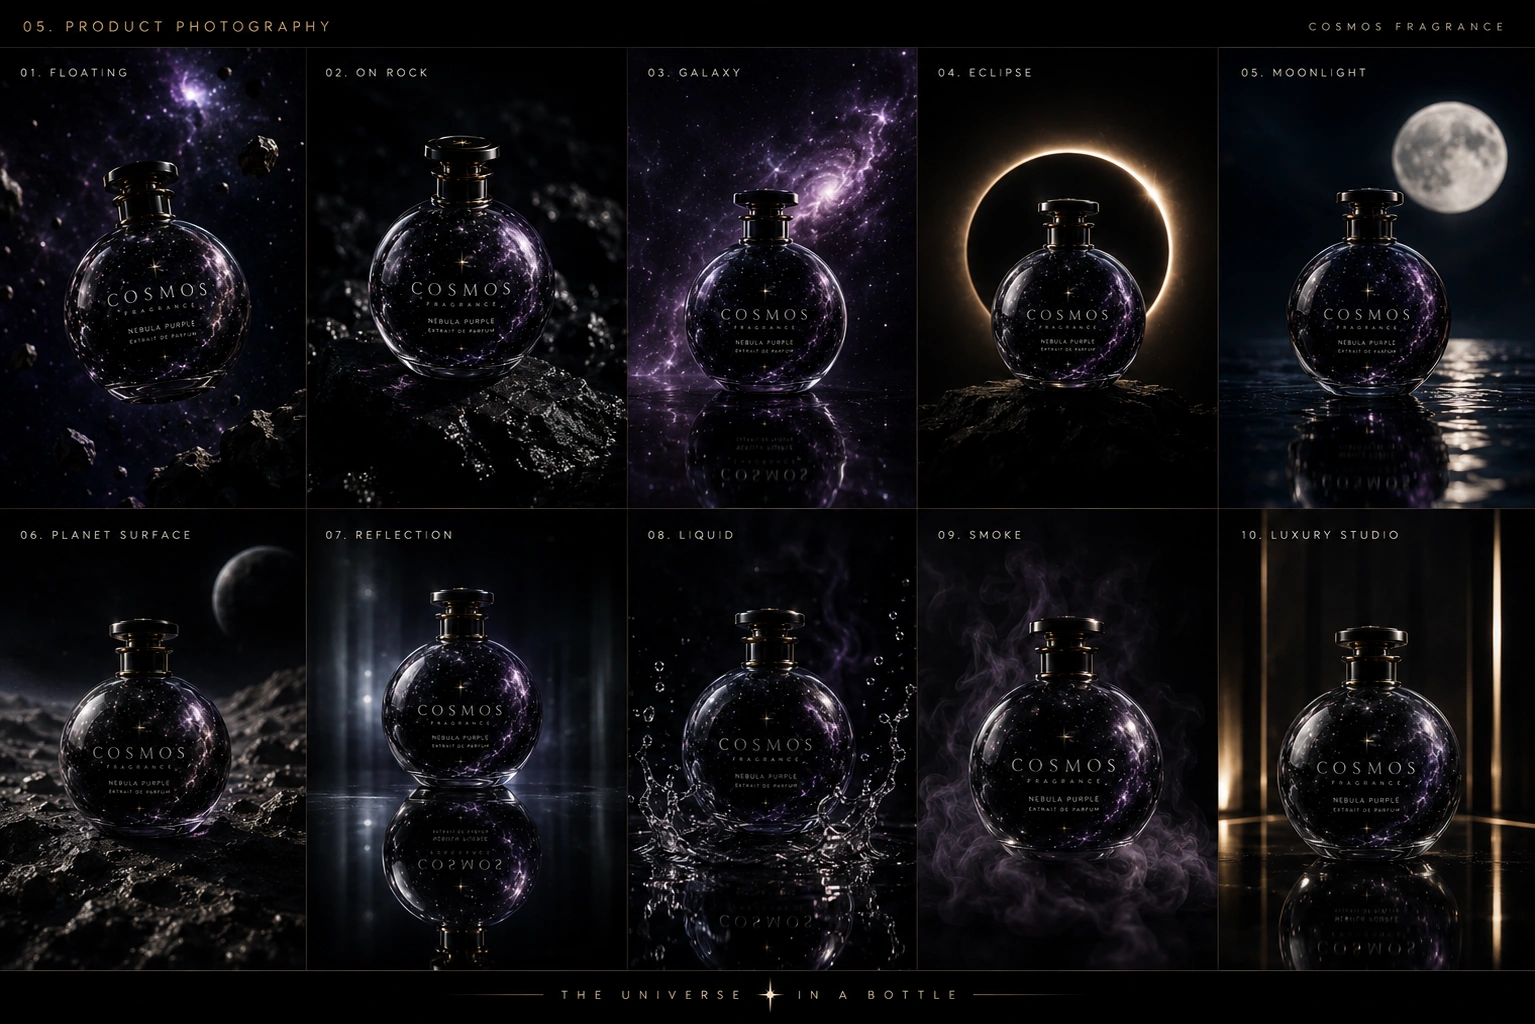 05. PRODUCT PHOTOGRAPHY
COSMOS FRAGRANCE
01. FLOATING
COSMOS
FRAGRANCE
NEBULA PURPLE
EXTRAIT DE PARFUM
02. ON ROCK
COSMOS
FRAGRANCE
NEBULA PURPLE
EXTRAIT DE PARFUM
03. GALAXY
COSMOS
FRAGRANCE
NEBULA PURPLE
EXTRAIT DE PARFUM
04. ECLIPSE
COSMOS
FRAGRANCE
NEBULA PURPLE
EXTRAIT DE PARFUM
05. MOONLIGHT
COSMOS
FRAGRANCE
NEBULA PURPLE
EXTRAIT DE PARFUM
06. PLANET SURFACE
COSMOS
FRAGRANCE
NEBULA PURPLE
EXTRAIT DE PARFUM
07. REFLECTION
COSMOS
FRAGRANCE
NEBULA PURPLE
EXTRAIT DE PARFUM
08. LIQUID
COSMOS
FRAGRANCE
NEBULA PURPLE
EXTRAIT DE PARFUM
09. SMOKE
COSMOS
FRAGRANCE
NEBULA PURPLE
EXTRAIT DE PARFUM
10. LUXURY STUDIO
COSMOS
FRAGRANCE
NEBULA PURPLE
EXTRAIT DE PARFUM
THE UNIVERSE IN A BOTTLE